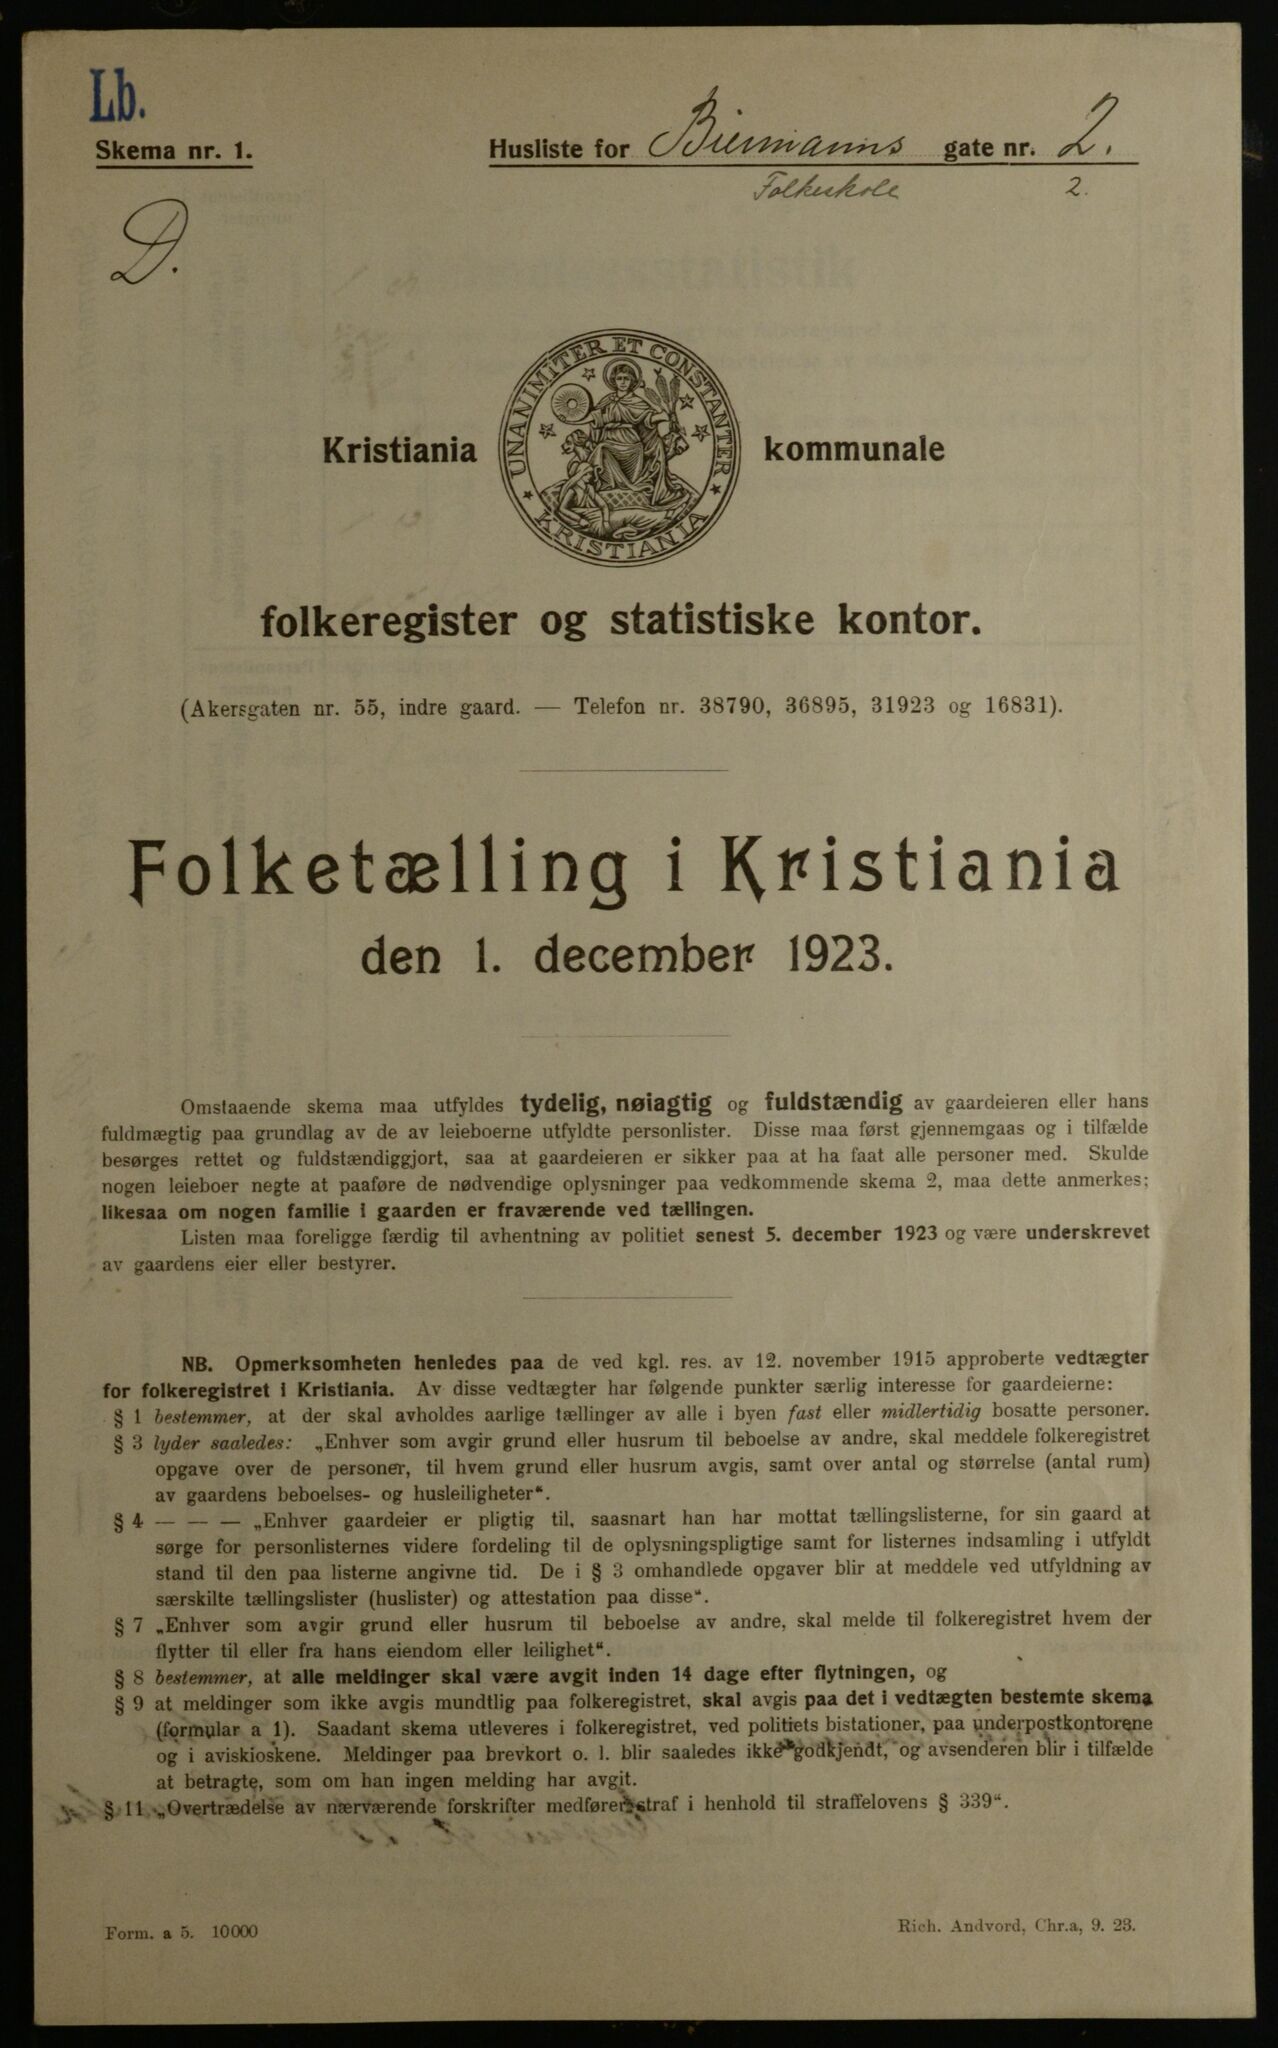 Lb.
Skema nr. 1.
Husliste for Biermanns gate nr. 2.
Folkeskole 2.
D.
UNANIMITER ET CONSTANTER
KRISTIANIA
Kristiania kommunale
folkeregister og statistiske kontor.
(Akersgaten nr. 55, indre gaard. — Telefon nr. 38790, 36895, 31923 og 16831).
Folketælling i Kristiania
den 1. december 1923.
Omstaaende skema maa utfyldes tydelig, nøiagtig og fuldstændig av gaardeieren eller hans
fuldmægtig paa grundlag av de av leieboerne utfyldte personlister. Disse maa først gjennemgaas og i tilfælde
besørges rettet og fuldstændiggjort, saa at gaardeieren er sikker paa at ha faat alle personer med. Skulde
nogen leieboer negte at paaføre de nødvendige oplysninger paa vedkommende skema 2, maa dette anmerkes;
likesaa om nogen familie i gaarden er fraværende ved tællingen.
Listen maa foreligge færdig til avhentning av politiet senest 5. december 1923 og være underskrevet
av gaardens eier eller bestyrer.
NB. Opmerksomheten henledes paa de ved kgl. res. av 12. november 1915 approberte vedtægter
for folkeregistret i Kristiania. Av disse vedtægter har følgende punkter særlig interesse for gaardeierne:
§ 1 bestemmer, at der skal avholdes aarlige tællinger av alle i byen fast eller midlertidig bosatte personer.
§ 3 lyder saaledes: „Enhver som avgir grund eller husrum til beboelse av andre, skal meddele folkeregistret
opgave over de personer, til hvem grund eller husrum avgis, samt over antal og størrelse (antal rum)
av gaardens beboelses- og husleiligheter“.
§ 4 — — — „Enhver gaardeier er pligtig til, saasnart han har mottat tællingslisterne, for sin gaard at
sørge for personlisternes videre fordeling til de oplysningspligtige samt for listernes indsamling i utfyldt
stand til den paa listerne angivne tid. De i § 3 omhandlede opgaver blir at meddele ved utfyldning av
særskilte tællingslister (huslister) og attestation paa disse“.
§ 7 „Enhver som avgir grund eller husrum til beboelse av andre, skal melde til folkeregistret hvem der
flytter til eller fra hans eiendom eller leilighet“.
§ 8 bestemmer, at alle meldinger skal være avgit inden 14 dage efter flytningen, og
§ 9 at meldinger som ikke avgis mundtlig paa folkeregistret, skal avgis paa det i vedtægten bestemte skema
(formular a 1). Saadant skema utleveres i folkeregistret, ved politiets bistationer, paa underpostkontorene
og i aviskioskene. Meldinger paa brevkort o. l. blir saaledes ikke godkjendt, og avsenderen blir i tilfælde
at betragte, som om han ingen melding har avgit.
§ 11 „Overtrædelse av nærværende forskrifter medfører straf i henhold til straffelovens § 339“.
Form. a 5. 10000
Rich. Andvord, Chr.a, 9. 23.